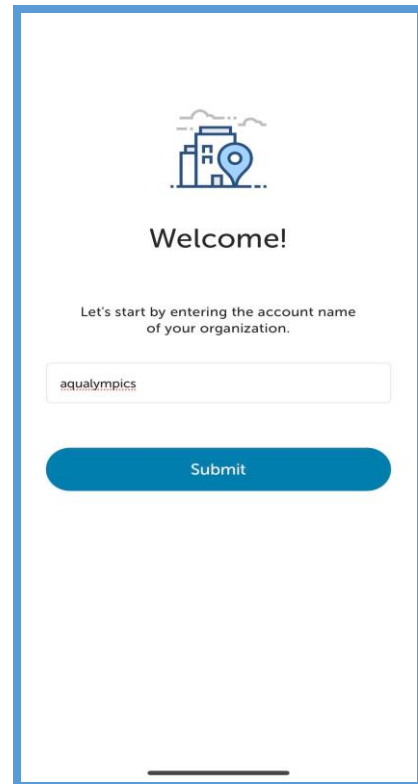 Welcome!
Let's start by entering the account name
of your organization.
aqualympics
Submit